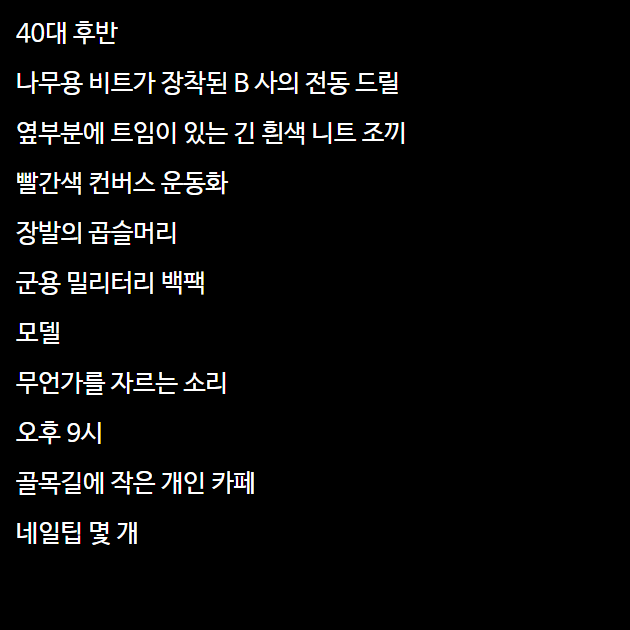 40대 후반
나무용 비트가 장착된 B 사의 전동 드릴
옆부분에 트임이 있는 긴 흰색 니트 조끼
빨간색 컨버스 운동화
장발의 곱슬머리
군용 밀리터리 백팩
모델
무언가를 자르는 소리
오후 9시
골목길에 작은 개인 카페
네일팁 몇 개